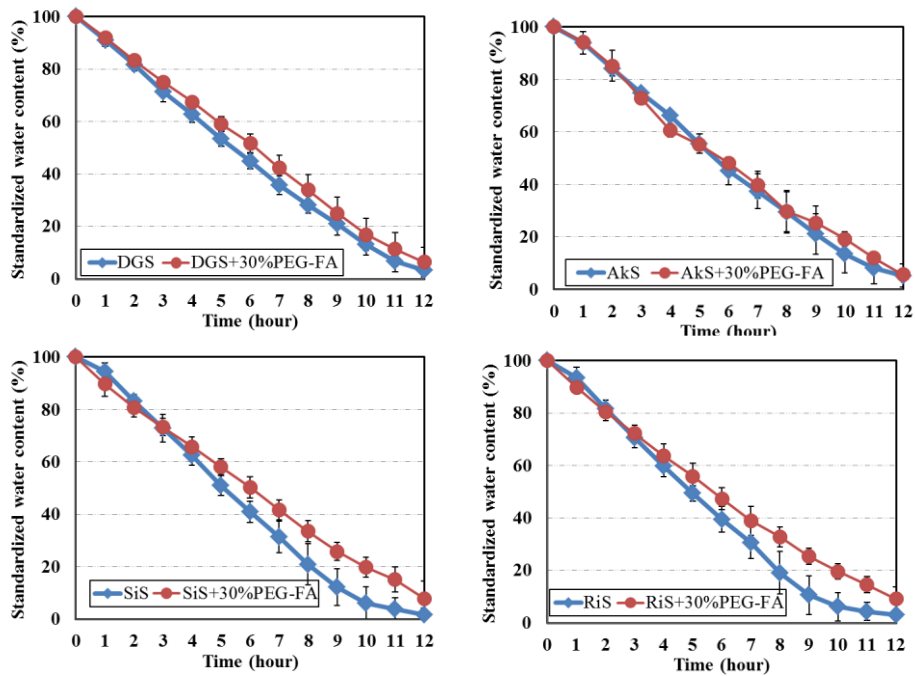 Standardized water content (%)
100
80
60
40
20
0
DGS DGS+30%PEG-FA
0 1 2 3 4 5 6 7 8 9 10 11 12
Time (hour)
Standardized water content (%)
100
80
60
40
20
0
AkS AkS+30%PEG-FA
0 1 2 3 4 5 6 7 8 9 10 11 12
Time (hour)
Standardized water content (%)
100
80
60
40
20
0
SiS SiS+30%PEG-FA
0 1 2 3 4 5 6 7 8 9 10 11 12
Time (hour)
Standardized water content (%)
100
80
60
40
20
0
RiS RiS+30%PEG-FA
0 1 2 3 4 5 6 7 8 9 10 11 12
Time (hour)